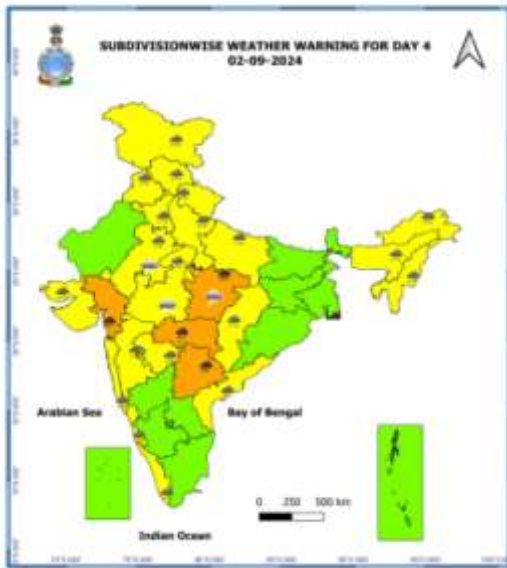 SUBDIVISIONWISE WEATHER WARNING FOR DAY 4
02-09-2024
Arabian Sea
Bay of Bengal
0 250 500 km
Indian Ocean